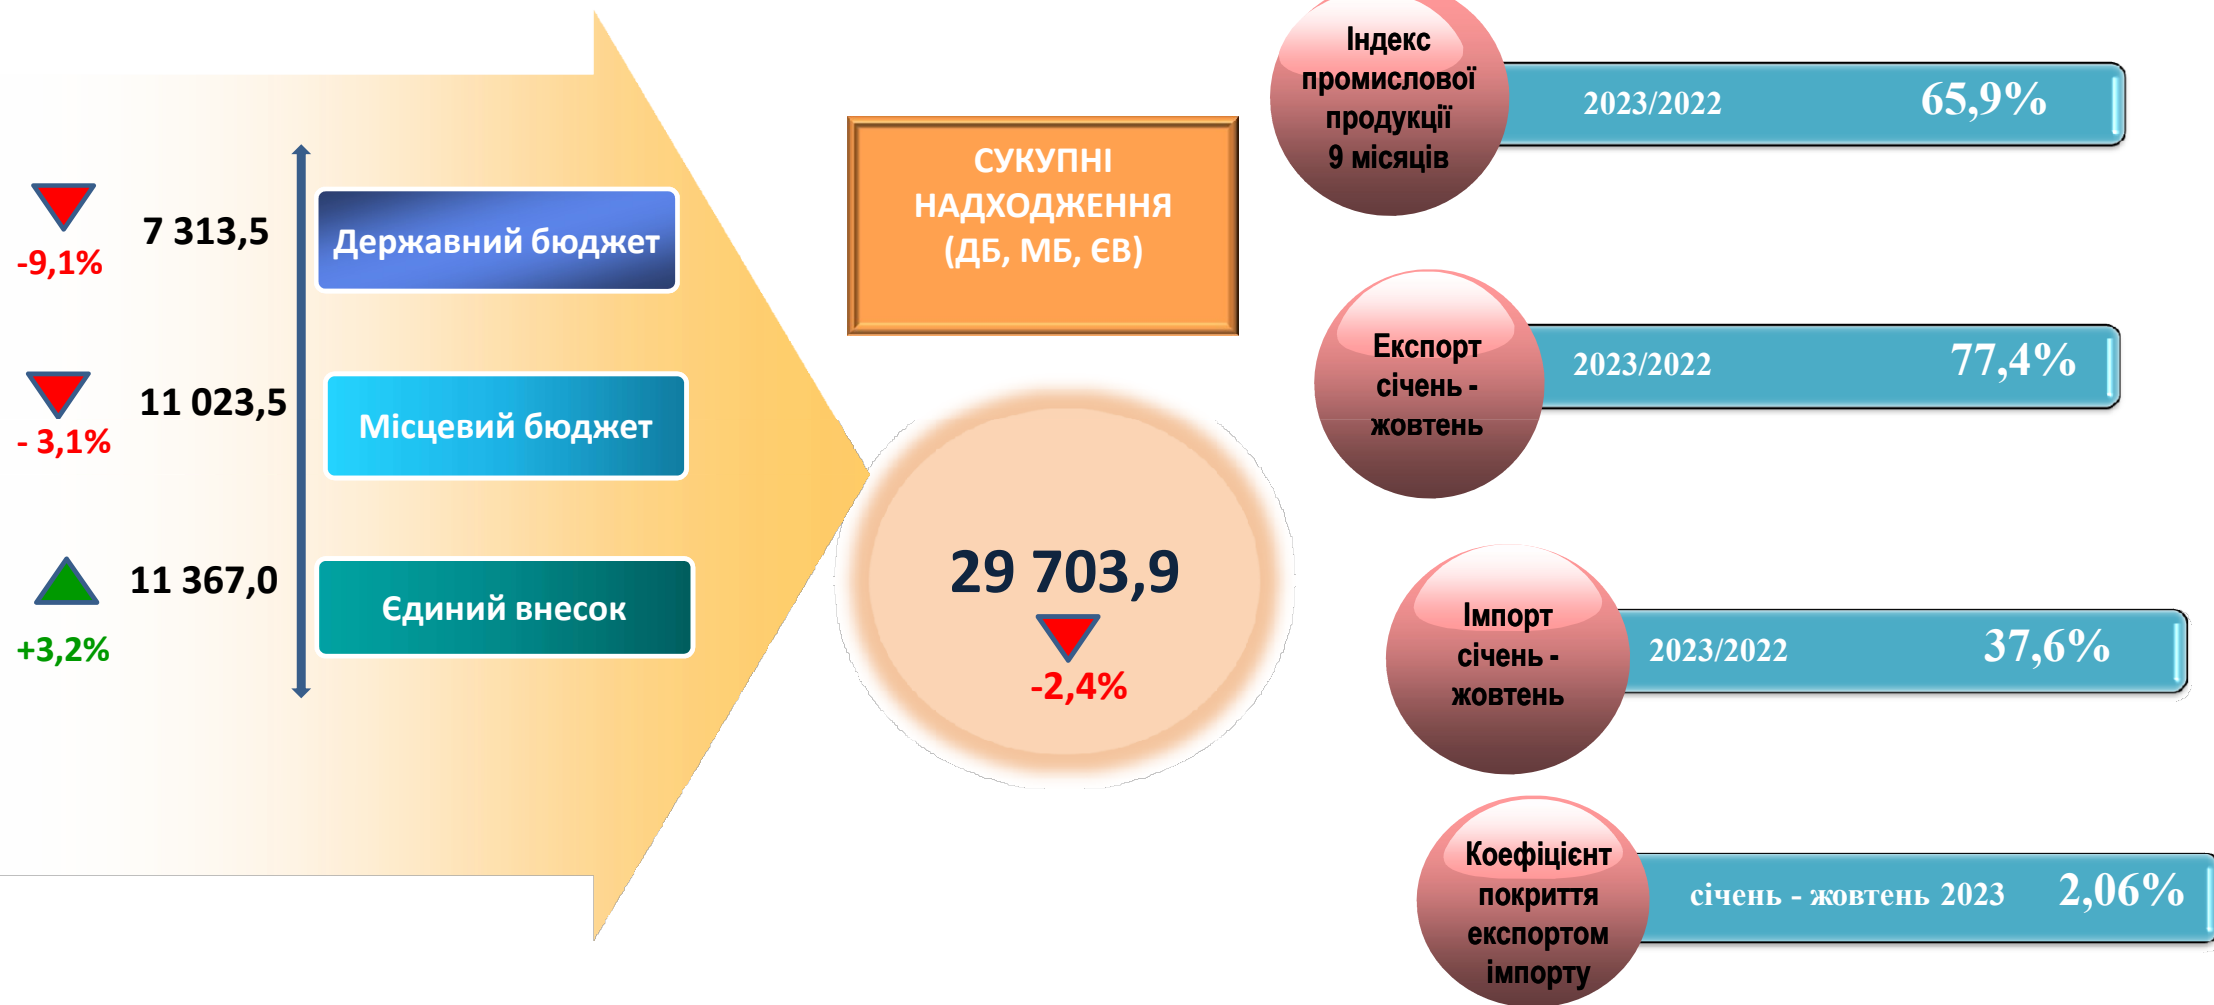 -9,1%
7 313,5
Державний бюджет
- 3,1%
11 023,5
Місцевий бюджет
+3,2%
11 367,0
Єдиний внесок
СУКУПНІ
НАДХОДЖЕННЯ
(ДБ, МБ, ЄВ)
29 703,9
-2,4%
Індекс
промислової
продукції
9 місяців
2023/2022 65,9%
Експорт
січень -
жовтень
2023/2022 77,4%
Імпорт
січень -
жовтень
2023/2022 37,6%
Коефіцієнт
покриття
експортом
імпорту
січень - жовтень 2023 2,06%